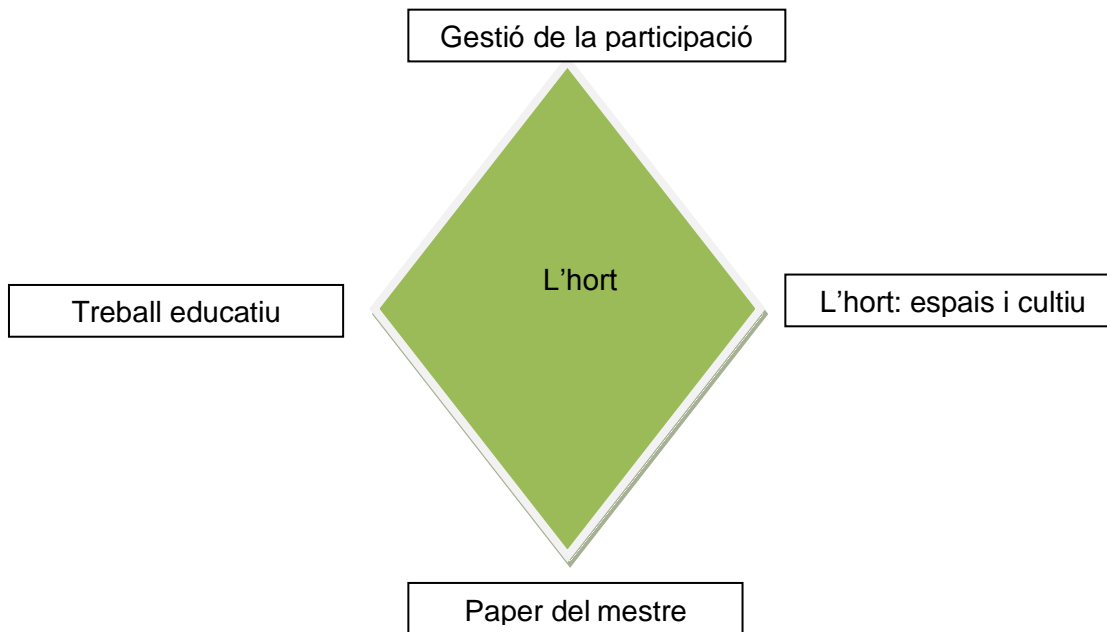 Gestió de la participació
L’hort
Treball educatiu
L’hort: espais i cultiu
Paper del mestre